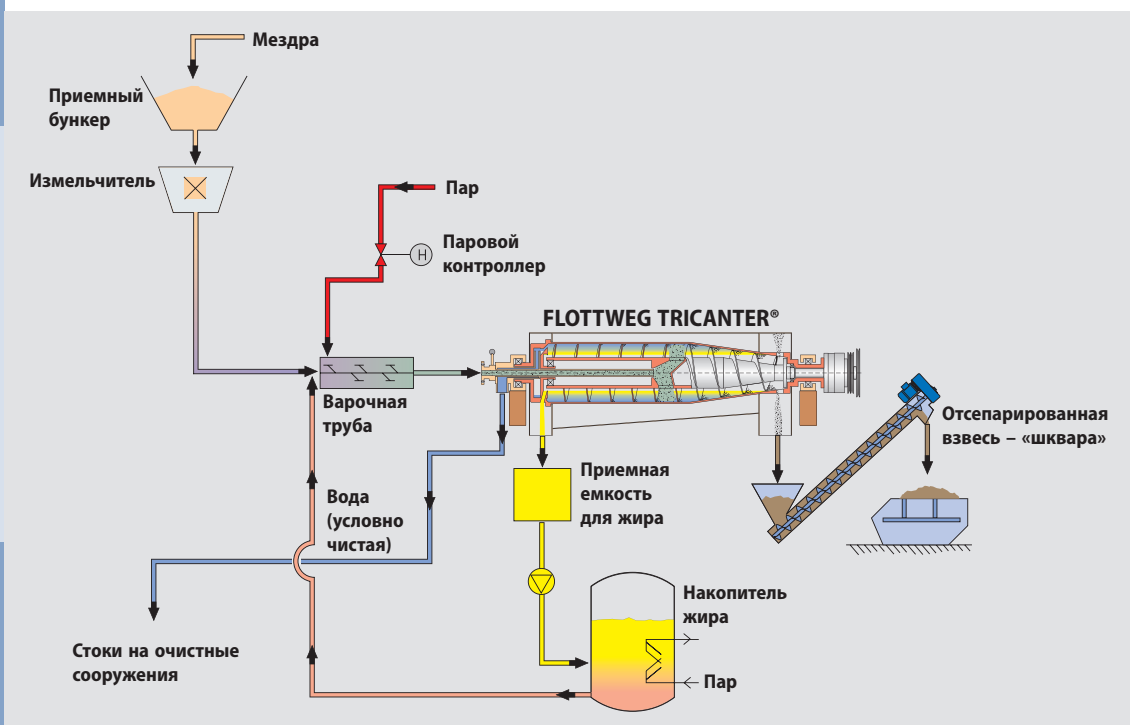 Мездра
Приемный
бункер
Измельчитель
Пар
Паровой
контроллер
H
FLOTTWEG TRICANTER®
Варочная
труба
Отсепарированная
взвесь – «шквара»
Приемная
емкость
для жира
Вода
(условно
чистая)
Накопитель
жира
Стоки на очистные
сооружения
Пар